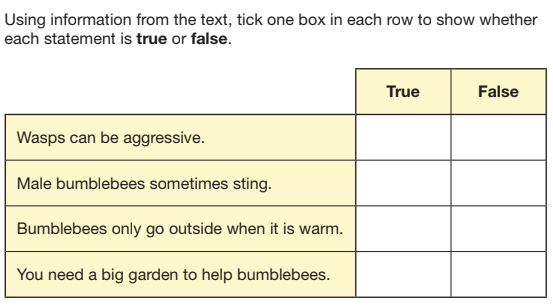 Using information from the text, tick one box in each row to show whether
each statement is true or false.
True False
Wasps can be aggressive.
Male bumblebees sometimes sting.
Bumblebees only go outside when it is warm.
You need a big garden to help bumblebees.